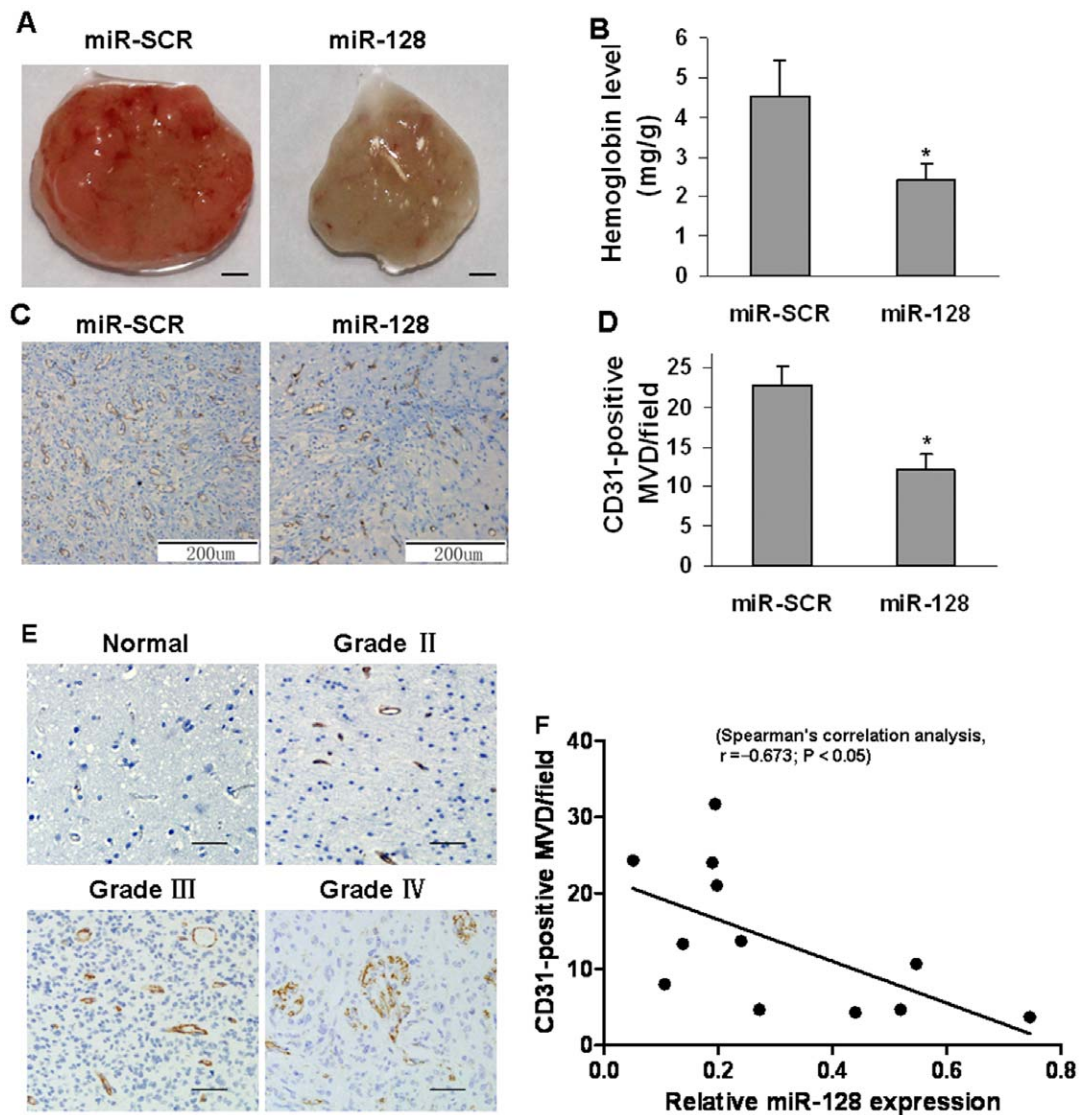 A
miR-SCR
miR-128
B
Hemoglobin level
(mg/g)
6
5
4
3
2
1
0
*
miR-SCR
miR-128
C
miR-SCR
miR-128
200um
200um
D
CD31-positive
MVD/field
25
20
15
10
5
0
*
miR-SCR
miR-128
E
Normal
Grade II
Grade III
Grade IV
F
(Spearman's correlation analysis,
r =−0.673; P < 0.05)
CD31-positive MVD/field
40
30
20
10
0
0.0
0.2
0.4
0.6
0.8
Relative miR-128 expression